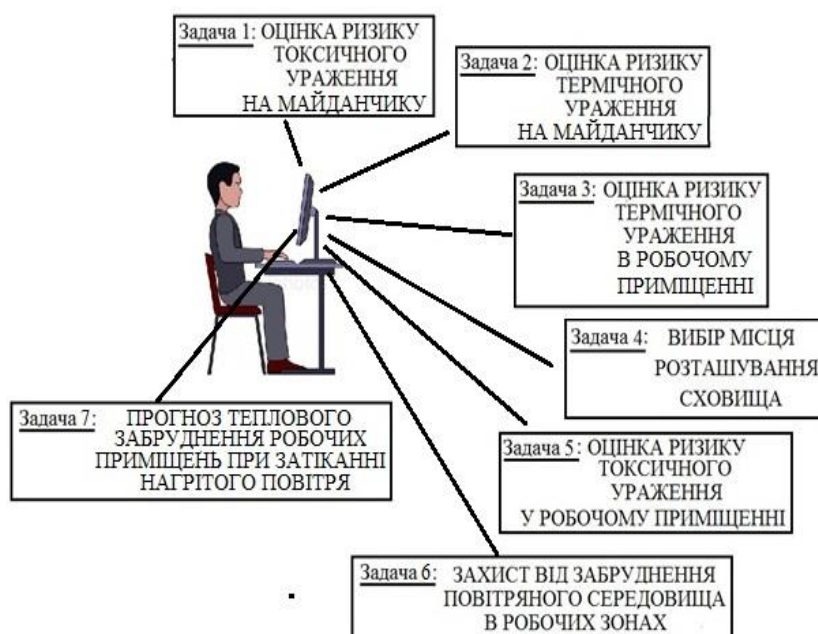 Задача 1: ОЦІНКА РИЗИКУ
ТОКСИЧНОГО
УРАЖЕННЯ
НА МАЙДАНЧИКУ
Задача 2: ОЦІНКА РИЗИКУ
ТЕРМІЧНОГО
УРАЖЕННЯ
НА МАЙДАНЧИКУ
Задача 3: ОЦІНКА РИЗИКУ
ТЕРМІЧНОГО
УРАЖЕННЯ
В РОБОЧОМУ
ПРИМІЩЕННІ
Задача 4: ВИБІР МІСЦЯ
РОЗТАШУВАННЯ
СХОВИЩА
Задача 5: ОЦІНКА РИЗИКУ
ТОКСИЧНОГО
УРАЖЕННЯ
У РОБОЧОМУ ПРИМІЩЕННІ
Задача 6: ЗАХИСТ ВІД ЗАБРУДНЕННЯ
ПОВІТРЯНОГО СЕРЕДОВИЩА
В РОБОЧИХ ЗОНАХ
Задача 7: ПРОГНОЗ ТЕПЛОВОГО
ЗАБРУДНЕННЯ РОБОЧИХ
ПРИМІЩЕНЬ ПРИ ЗАТІКАННІ
НАГРІТОГО ПОВІТРЯ